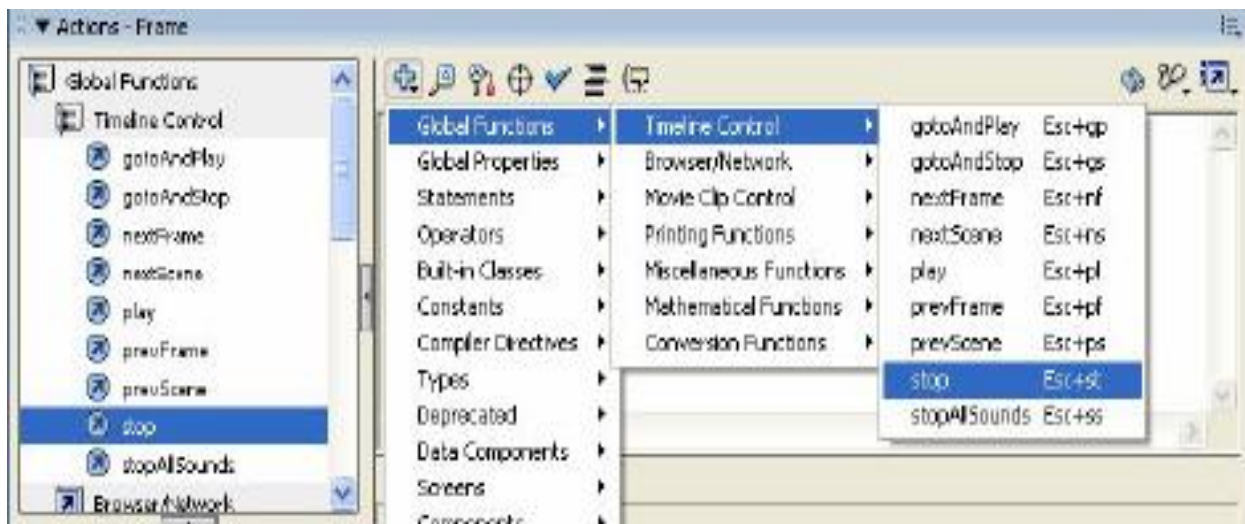 Actions - Frame
Global Functions
Timeline Control
gotoAndPlay
gotoAndStop
nextFrame
nextScene
play
prevFrame
prevScene
stop
stopAllSounds
Browser/Network
Global Functions
Global Properties
Statements
Operators
Built-in Classes
Constants
Compiler Directives
Types
Deprecated
Data Components
Screens
Components
Timeline Control
Browser/Network
Movie Clip Control
Printing Functions
Miscellaneous Functions
Mathematical Functions
Conversion Functions
gotoAndPlay Esc+gp
gotoAndStop Esc+gs
nextFrame Esc+nf
nextScene Esc+ns
play Esc+pl
prevFrame Esc+pf
prevScene Esc+ps
stop Esc+st
stopAllSounds Esc+ss